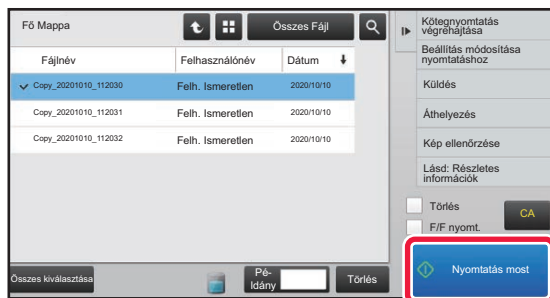 Fő Mappa
Összes Fájl
Fájlnév Felhasználónév Dátum
Copy_20201010_112030 Felh. Ismeretlen 2020/10/10
Copy_20201010_112031 Felh. Ismeretlen 2020/10/10
Copy_20201010_112032 Felh. Ismeretlen 2020/10/10
Összes kiválasztása
Pé-
ldány
Törlés
Kötegnyomtatás
végrehajtása
Beállítás módosítása
nyomtatáshoz
Küldés
Áthelyezés
Kép ellenőrzése
Lásd: Részletes
információk
Törlés
F/F nyomt.
CA
Nyomtatás most